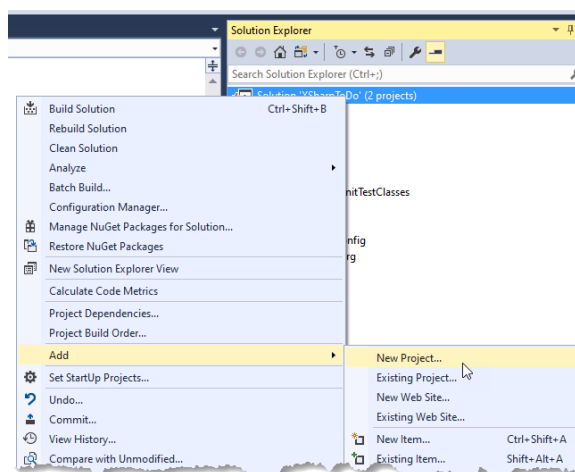 Solution Explorer
Search Solution Explorer (Ctrl+;)
Solution 'XSharpToDo' (2 projects)
Build Solution Ctrl+Shift+B
Rebuild Solution
Clean Solution
Analyze
Batch Build...
nitTestClasses
Configuration Manager...
Manage NuGet Packages for Solution...
Restore NuGet Packages
nfig
rg
New Solution Explorer View
Calculate Code Metrics
Project Dependencies...
Project Build Order...
Add
New Project...
Set StartUp Projects...
Existing Project...
Undo...
New Web Site...
Commit...
Existing Web Site...
View History...
New Item... Ctrl+Shift+A
Compare with Unmodified...
Existing Item... Shift+Alt+A